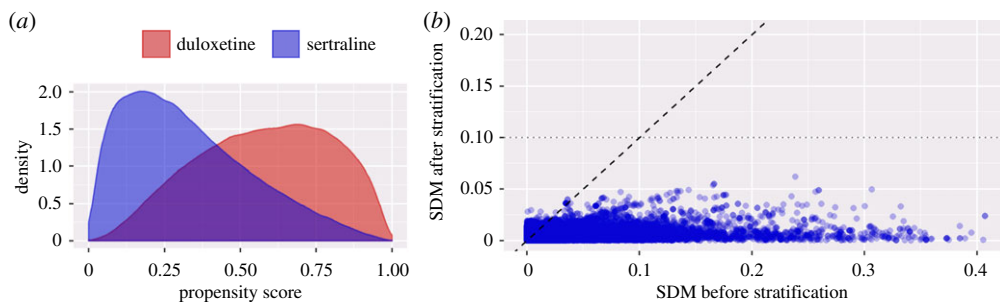 (a)
duloxetine
sertraline
2.0
1.5
1.0
0.5
0
density
0
0.25
0.50
0.75
1.00
propensity score
(b)
0.20
0.15
0.10
0.05
0
SDM after stratification
0
0.1
0.2
0.3
0.4
SDM before stratification